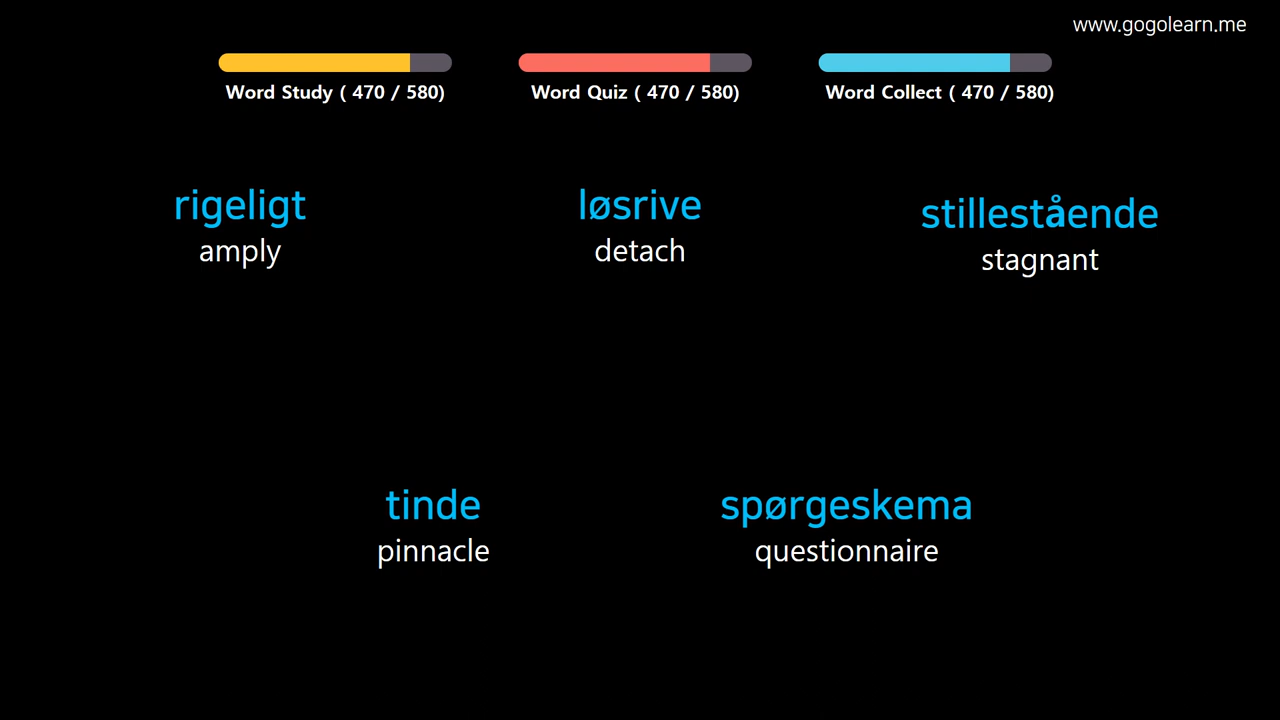 www.gogolearn.me
Word Study ( 470 / 580)
Word Quiz ( 470 / 580)
Word Collect ( 470 / 580)
rigeligt
amply
løsrive
detach
stillestående
stagnant
tinde
pinnacle
spørgeskema
questionnaire